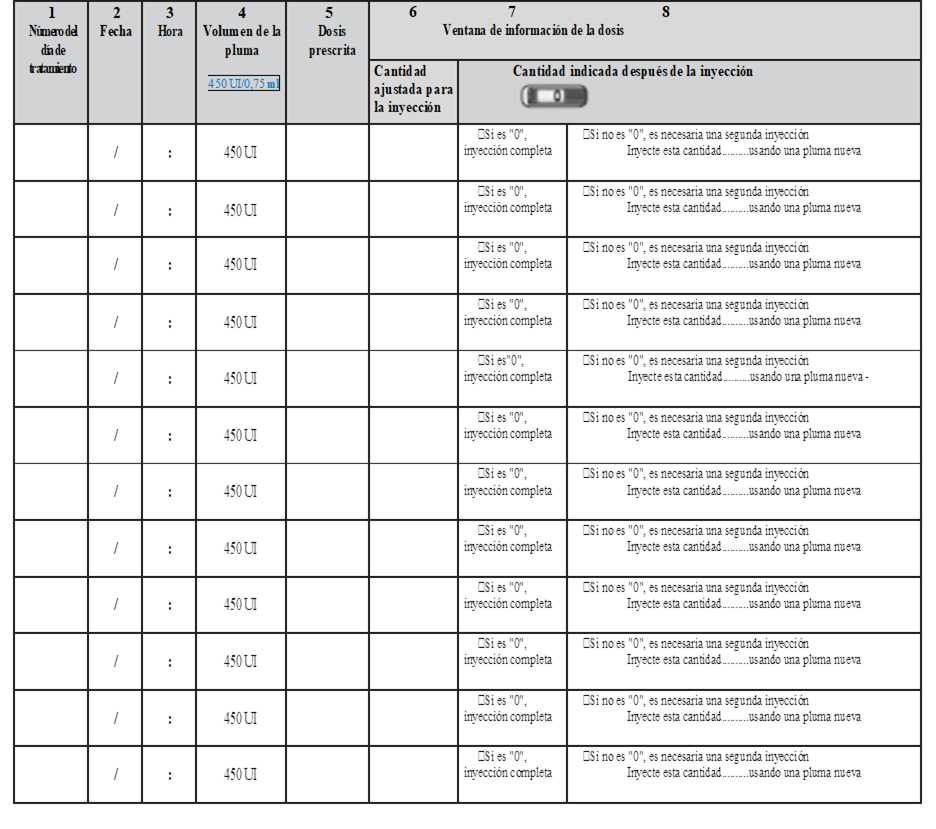 1 2 3 4 5 6 7 8
Número del día de tratamiento
Fecha
Hora
Volumen de la pluma
450 UI/0,75 ml
Dosis prescrita
Ventana de información de la dosis
Cantidad ajustada para la inyección
Cantidad indicada después de la inyección
0
/ : 450 UI □Si es "0", □Si no es "0", es necesaria una segunda inyección
inyección completa Inyecte esta cantidad..........usando una pluma nueva
/ : 450 UI □Si es "0", □Si no es "0", es necesaria una segunda inyección
inyección completa Inyecte esta cantidad..........usando una pluma nueva
/ : 450 UI □Si es "0", □Si no es "0", es necesaria una segunda inyección
inyección completa Inyecte esta cantidad..........usando una pluma nueva
/ : 450 UI □Si es "0", □Si no es "0", es necesaria una segunda inyección
inyección completa Inyecte esta cantidad..........usando una pluma nueva
/ : 450 UI □Si es"0", □Si no es "0", es necesaria una segunda inyección
inyección completa Inyecte esta cantidad..........usando una pluma nueva -
/ : 450 UI □Si es "0", □Si no es "0", es necesaria una segunda inyección
inyección completa Inyecte esta cantidad..........usando una pluma nueva
/ : 450 UI □Si es "0", □Si no es "0", es necesaria una segunda inyección
inyección completa Inyecte esta cantidad..........usando una pluma nueva
/ : 450 UI □Si es "0", □Si no es "0", es necesaria una segunda inyección
inyección completa Inyecte esta cantidad..........usando una pluma nueva
/ : 450 UI □Si es "0", □Si no es "0", es necesaria una segunda inyección
inyección completa Inyecte esta cantidad..........usando una pluma nueva
/ : 450 UI □Si es "0", □Si no es "0", es necesaria una segunda inyección
inyección completa Inyecte esta cantidad..........usando una pluma nueva
/ : 450 UI □Si es "0", □Si no es "0", es necesaria una segunda inyección
inyección completa Inyecte esta cantidad..........usando una pluma nueva
/ : 450 UI □Si es "0", □Si no es "0", es necesaria una segunda inyección
inyección completa Inyecte esta cantidad..........usando una pluma nueva